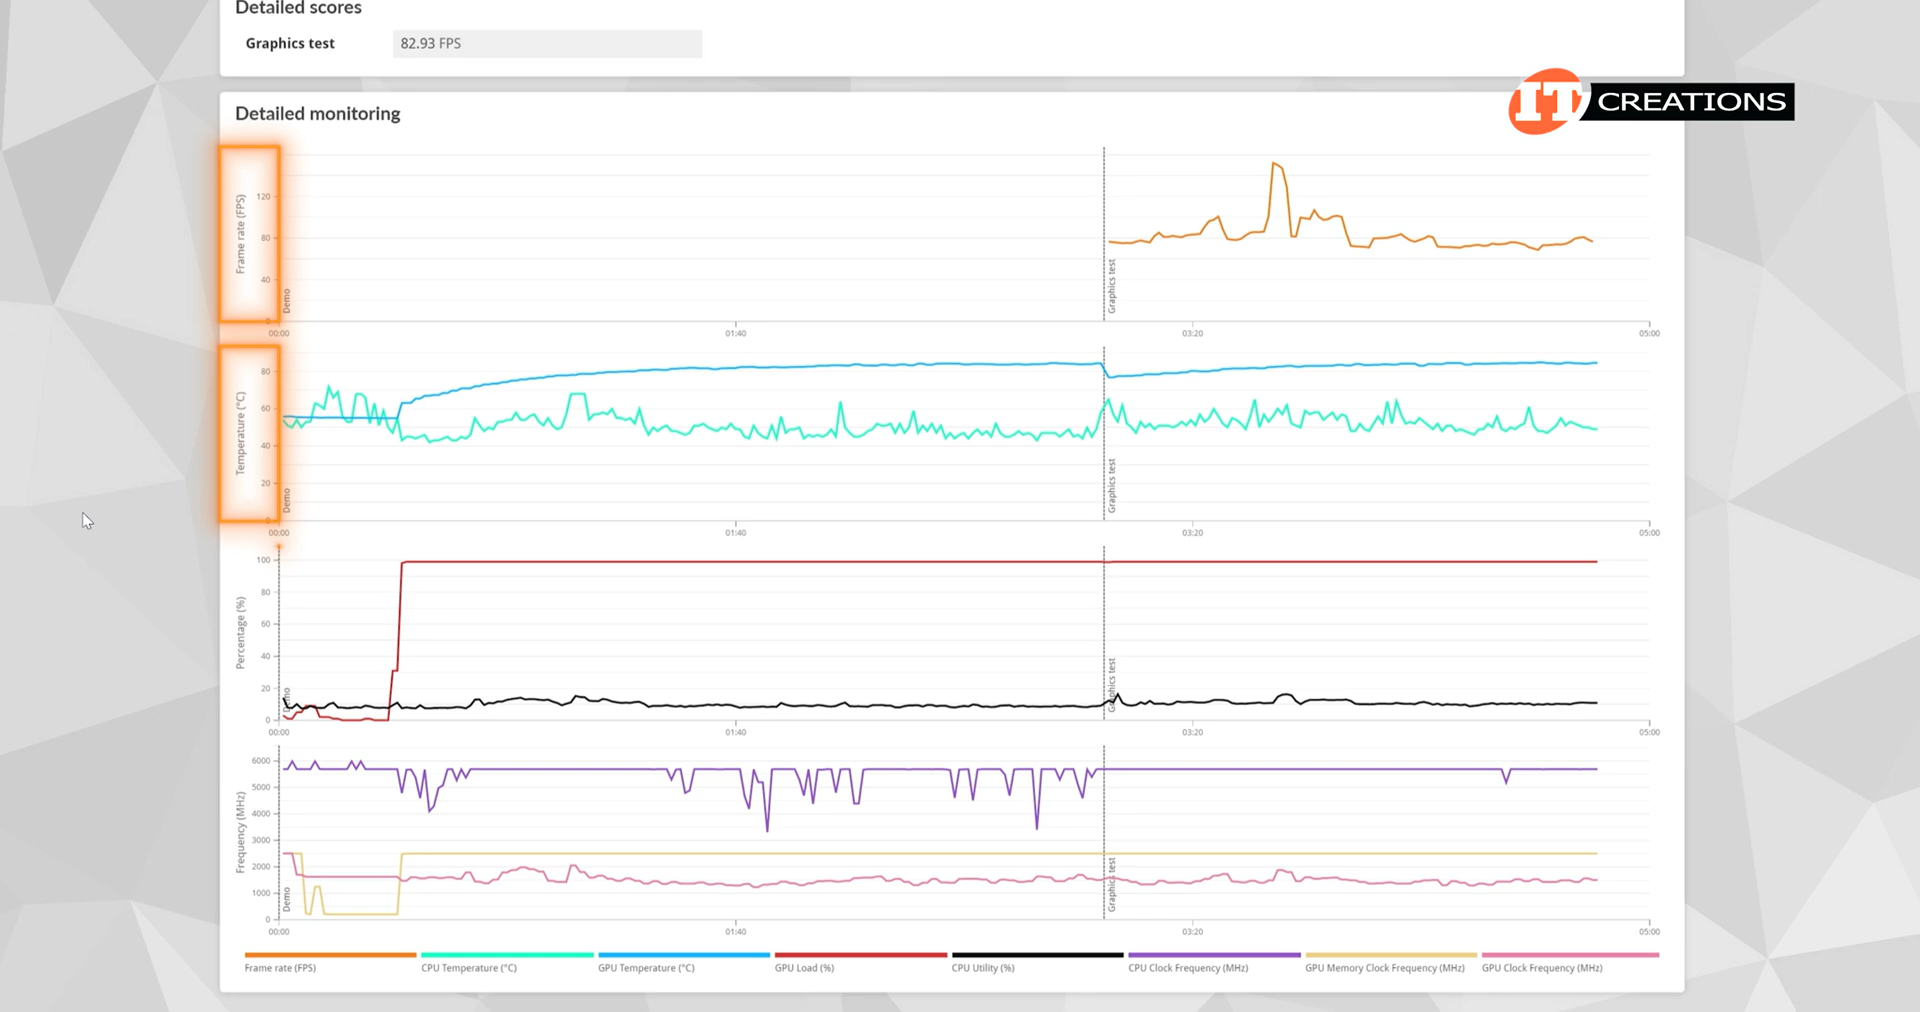 Detailed scores
Graphics test
82.93 FPS
Detailed monitoring
IT CREATIONS
Frame rate (FPS)
120
80
40
0
Demo
Graphics test
00:00
01:40
03:20
05:00
Temperature (°C)
80
60
40
20
0
Demo
Graphics test
00:00
01:40
03:20
05:00
Percentage (%)
100
80
60
40
20
0
Demo
Graphics test
00:00
01:40
03:20
05:00
Frequency (MHz)
6000
5000
4000
3000
2000
1000
0
Demo
Graphics test
00:00
01:40
03:20
05:00
Frame rate (FPS)
CPU Temperature (°C)
GPU Temperature (°C)
GPU Load (%)
CPU Utility (%)
CPU Clock Frequency (MHz)
GPU Memory Clock Frequency (MHz)
GPU Clock Frequency (MHz)